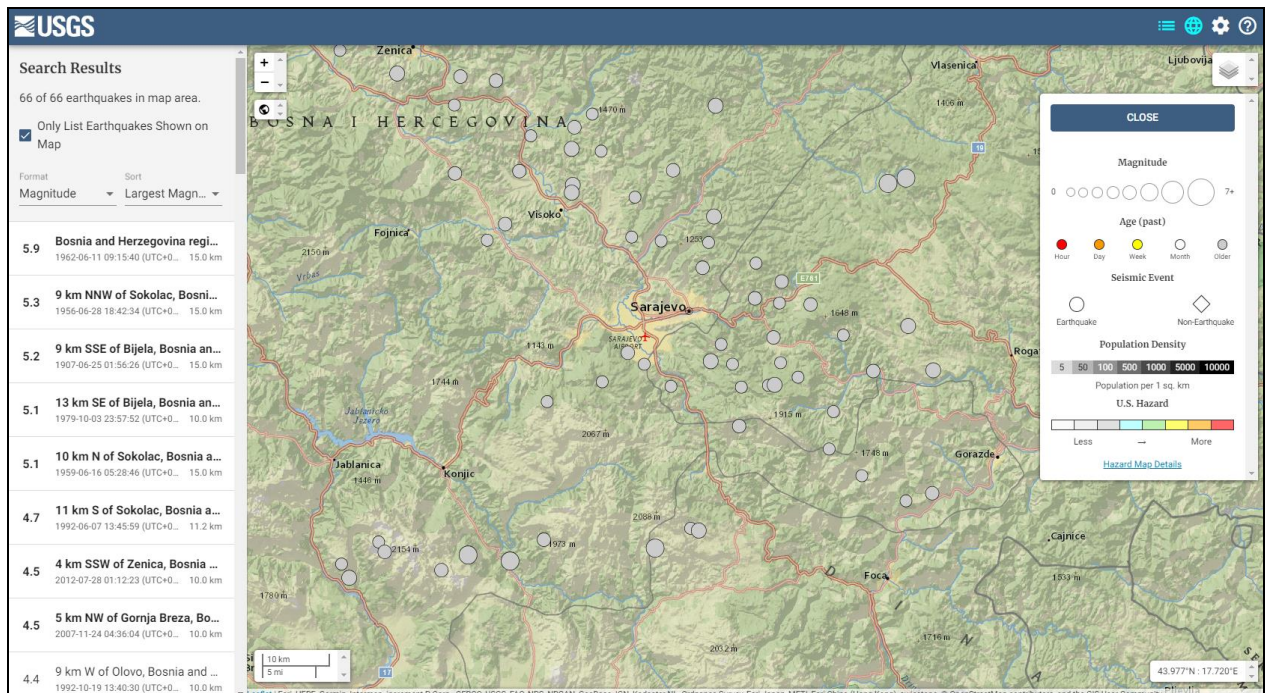 USGS
Search Results
66 of 66 earthquakes in map area.
Only List Earthquakes Shown on
Map
Format
Sort
Magnitude
Largest Magn...
5.9
Bosnia and Herzegovina regi...
1962-06-11 09:15:40 (UTC+0... 15.0 km
5.3
9 km NNW of Sokolac, Bosni...
1956-06-28 18:42:34 (UTC+0... 15.0 km
5.2
9 km SSE of Bijela, Bosnia an...
1907-06-25 01:56:26 (UTC+0... 15.0 km
5.1
13 km SE of Bijela, Bosnia an...
1979-10-03 23:57:52 (UTC+0... 10.0 km
5.1
10 km N of Sokolac, Bosnia a...
1959-06-16 05:28:46 (UTC+0... 15.0 km
4.7
11 km S of Sokolac, Bosnia a...
1992-06-07 13:45:59 (UTC+0... 11.2 km
4.5
4 km SSW of Zenica, Bosnia ...
2012-07-28 01:12:23 (UTC+0... 10.0 km
4.5
5 km NW of Gornja Breza, Bo...
2007-11-24 04:36:04 (UTC+0... 10.0 km
4.4
9 km W of Olovo, Bosnia and ...
1992-10-19 13:40:30 (UTC+0... 10.0 km
+
−
Zenica
Vlasenica
Ljubovija
1406 m
1470 m
BOSNA I HERCEGOVINA
19
Visoko
Fojnica
2150 m
1253
Vrbas
E761
Sarajevo
1648 m
SARAJEVO
AIRPORT
1143 m
Roga
1744 m
Jablanicko
Jezero
1915 m
2067 m
Jablanica
1446 m
Konjic
1748 m
Gorazde
2088 m
1973 m
2154 m
Cajnice
Foca
1533 m
1780 m
D I N A
1716 m
2032 m
17
10 km
5 mi
CLOSE
Magnitude
0
7+
Age (past)
Hour
Day
Week
Month
Older
Seismic Event
Earthquake
Non-Earthquake
Population Density
5 50 100 500 1000 5000 10000
Population per 1 sq. km
U.S. Hazard
Less
→
More
Hazard Map Details
43.977°N : 17.720°E